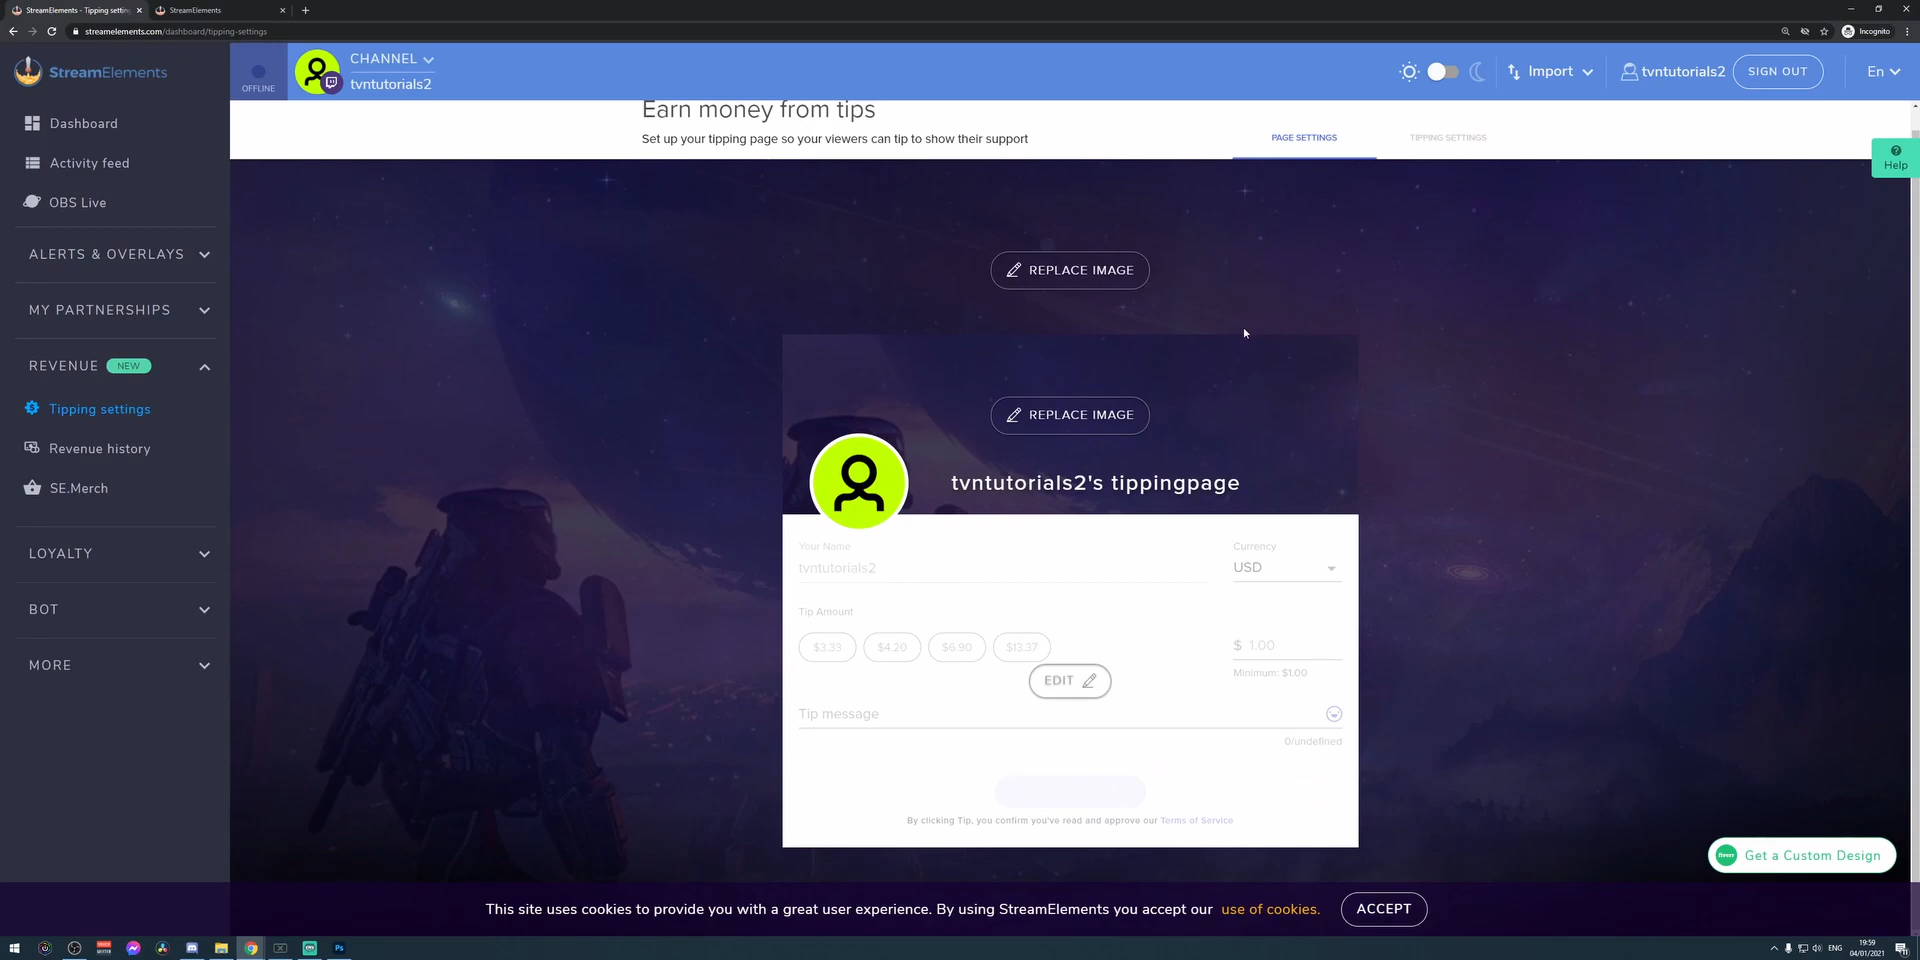 StreamElements - Tipping settin
StreamElements
streamelements.com/dashboard/tipping-settings
Incognito
StreamElements
OFFLINE
CHANNEL
tvntutorials2
Import
tvntutorials2
SIGN OUT
En
Dashboard
Activity feed
OBS Live
ALERTS & OVERLAYS
MY PARTNERSHIPS
REVENUE NEW
Tipping settings
Revenue history
SE.Merch
LOYALTY
BOT
MORE
Earn money from tips
Set up your tipping page so your viewers can tip to show their support
PAGE SETTINGS
TIPPING SETTINGS
Help
REPLACE IMAGE
REPLACE IMAGE
tvntutorials2's tippingpage
Your Name
tvntutorials2
Currency
USD
Tip Amount
$3.33 $4.20 $6.90 $13.37
$ 1.00
Minimum: $1.00
EDIT
Tip message
0/undefined
By clicking Tip, you confirm you've read and approve our Terms of Service
fiverr Get a Custom Design
This site uses cookies to provide you with a great user experience. By using StreamElements you accept our use of cookies.
ACCEPT
Ps
ENG
19:59
04/01/2021